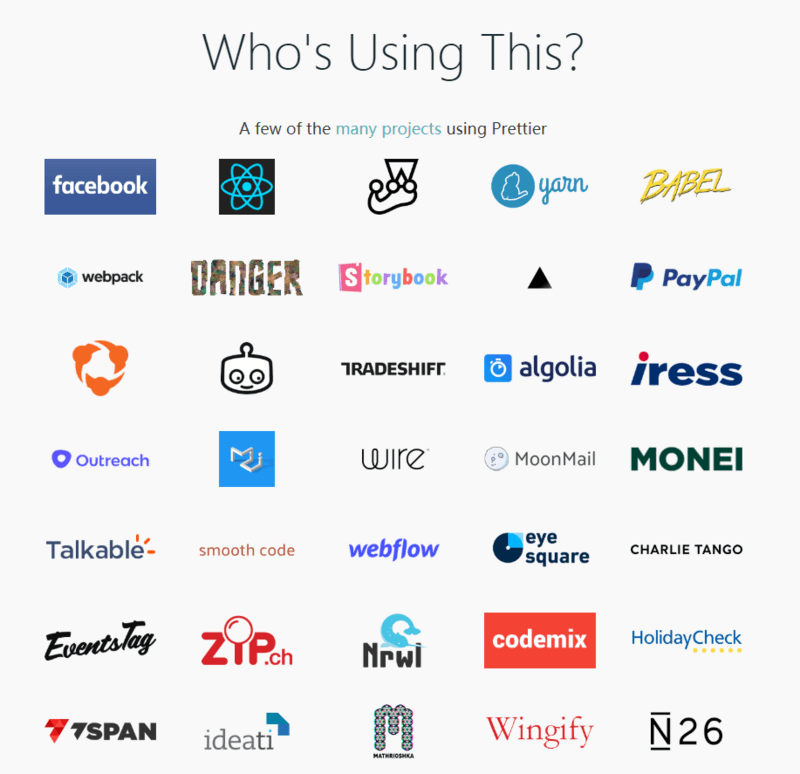 Who's Using This?
A few of the many projects using Prettier
facebook
yarn
BABEL
webpack
DANGER
Storybook
PayPal
TRADESHIFT
algolia
iress
Outreach
wire
MoonMail
MONEI
Talkable
smooth code
webflow
eye
square
CHARLIE TANGO
EventsTag
ZIP.ch
Nrwl
codemix
HolidayCheck
7SPAN
ideati
MATHRIOSHKA
Wingify
N26